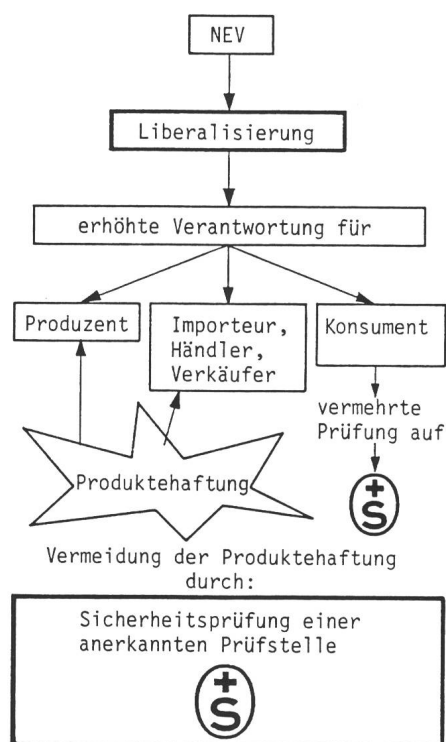 NEV
Liberalisierung
erhöhte Verantwortung für
Produzent
Importeur,
Händler,
Verkäufer
Konsument
vermehrte
Prüfung auf
+
S
Produktehaftung
Vermeidung der Produktehaftung
durch:
Sicherheitsprüfung einer
anerkannten Prüfstelle
+
S